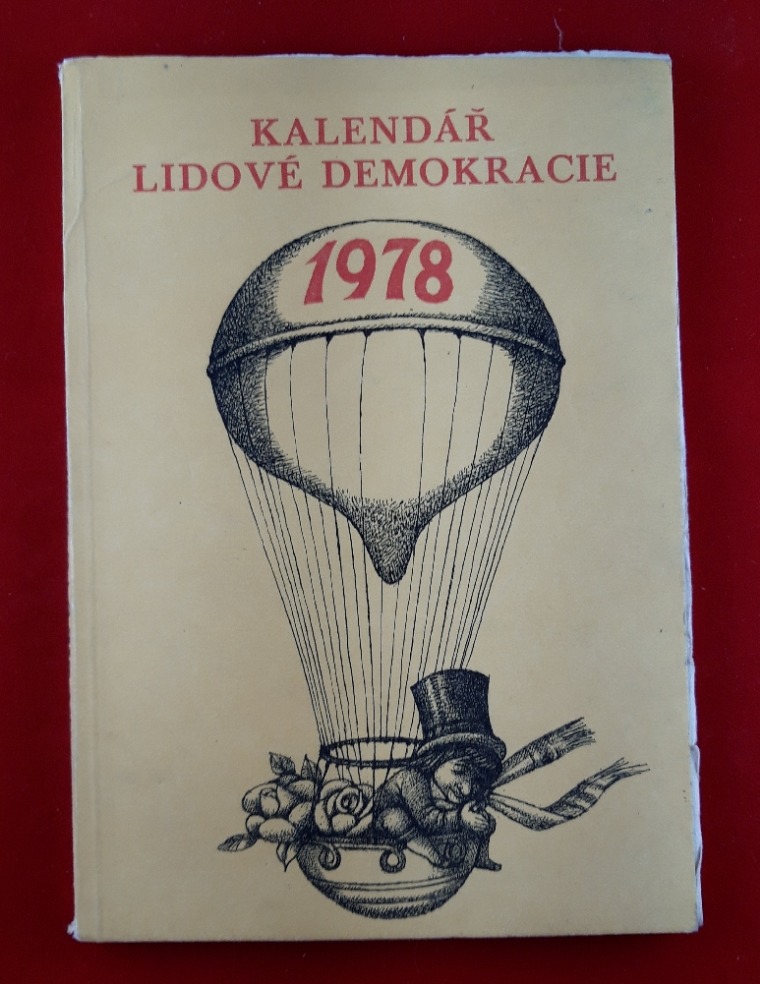 KALENDÁŘ
LIDOVÉ DEMOKRACIE
1978